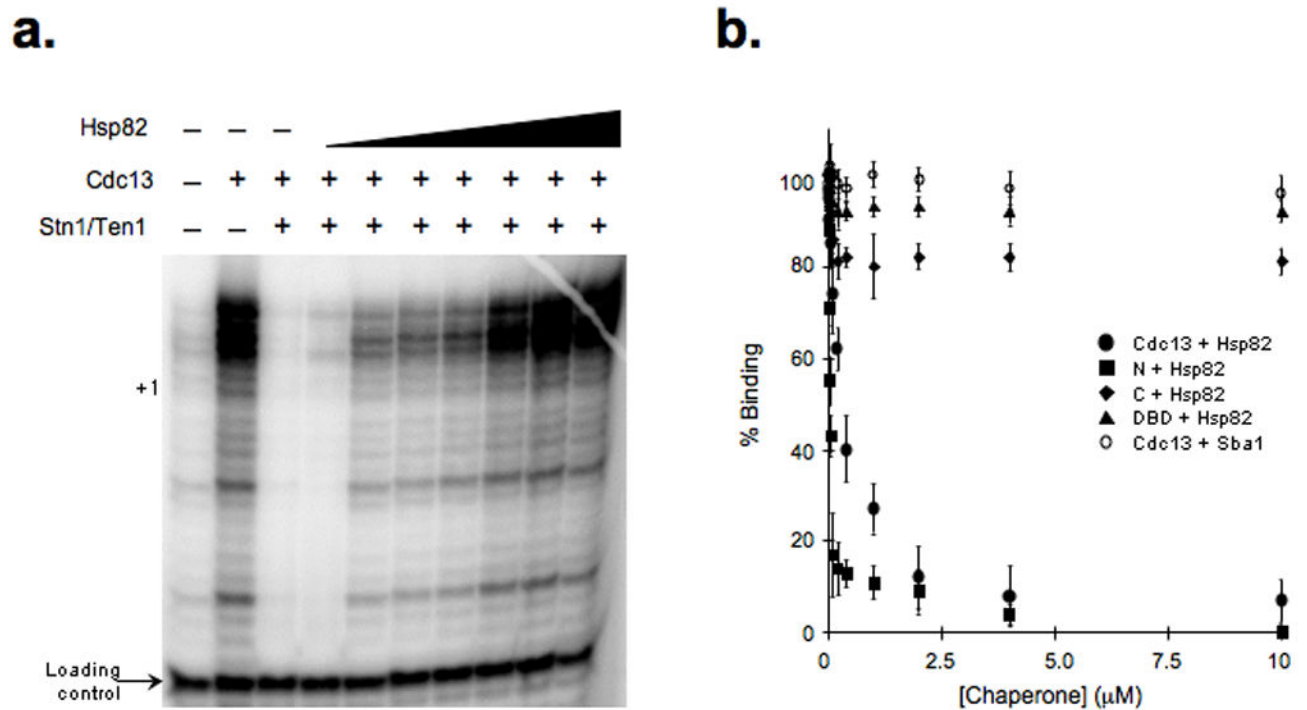 a.
Hsp82 – – –
Cdc13 – + + + + + + + + +
Stn1/Ten1 – – + + + + + + + +
+1
Loading
control
b.
100
80
60
40
20
0
% Binding
Cdc13 + Hsp82
N + Hsp82
C + Hsp82
DBD + Hsp82
Cdc13 + Sba1
0 2.5 5.0 7.5 10
[Chaperone] (μM)